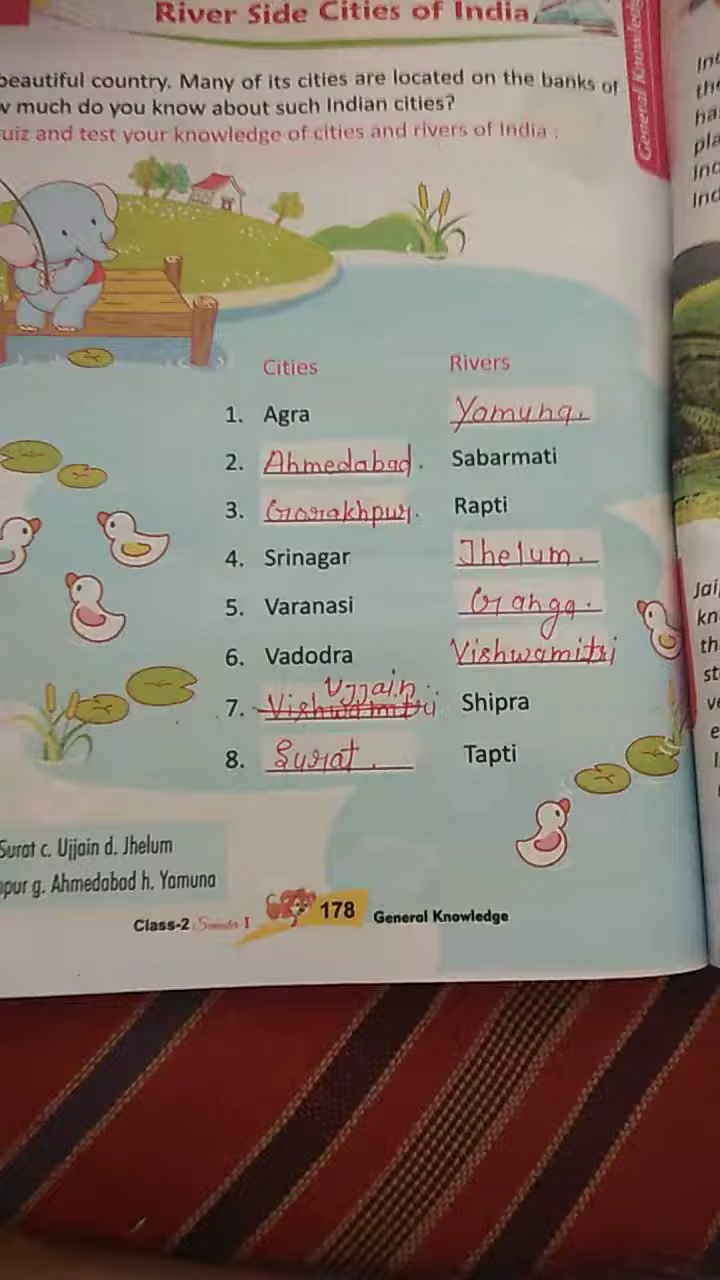 River Side Cities of India
beautiful country. Many of its cities are located on the banks of
much do you know about such Indian cities?
uiz and test your knowledge of cities and rivers of India :
General Knowledge
Cities Rivers
1. Agra Yamuna.
2. Ahmedabad. Sabarmati
3. Gorakhpur. Rapti
4. Srinagar Jhelum.
5. Varanasi Ganga.
6. Vadodra Vishwamitri
Ujjain.
7. Vishwamitri Shipra
8. Surat. Tapti
Surat c. Ujjain d. Jhelum
pur g. Ahmedabad h. Yamuna
Class-2 Semester I 178 General Knowledge